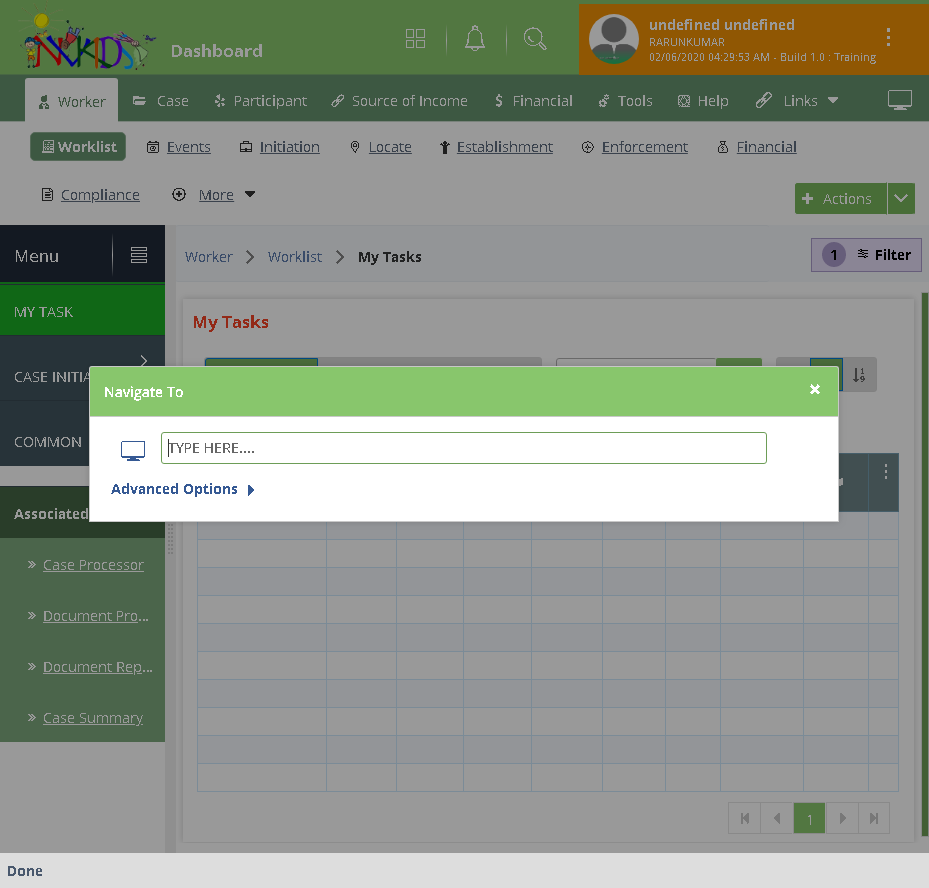 NVKIDS
Dashboard
undefined undefined
RARUNKUMAR
02/06/2020 04:29:53 AM - Build 1.0 : Training
Worker Case Participant Source of Income Financial Tools Help Links
Worklist Events Initiation Locate Establishment Enforcement Financial
Compliance More
Actions
Menu
Worker Worklist My Tasks
1 Filter
MY TASK
My Tasks
CASE INITIA
COMMON
Navigate To
TYPE HERE....
Advanced Options
Associated
Case Processor
Document Pro...
Document Rep...
Case Summary
1
Done